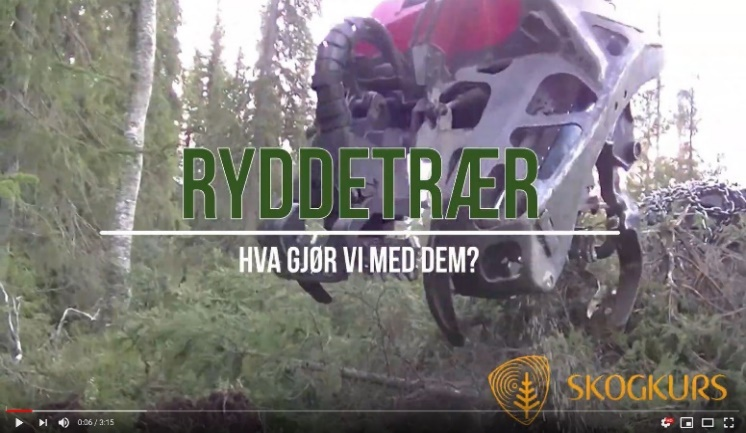 RYDDETRÆR
HVA GJØR VI MED DEM?
SKOGKURS
0:06 / 3:15